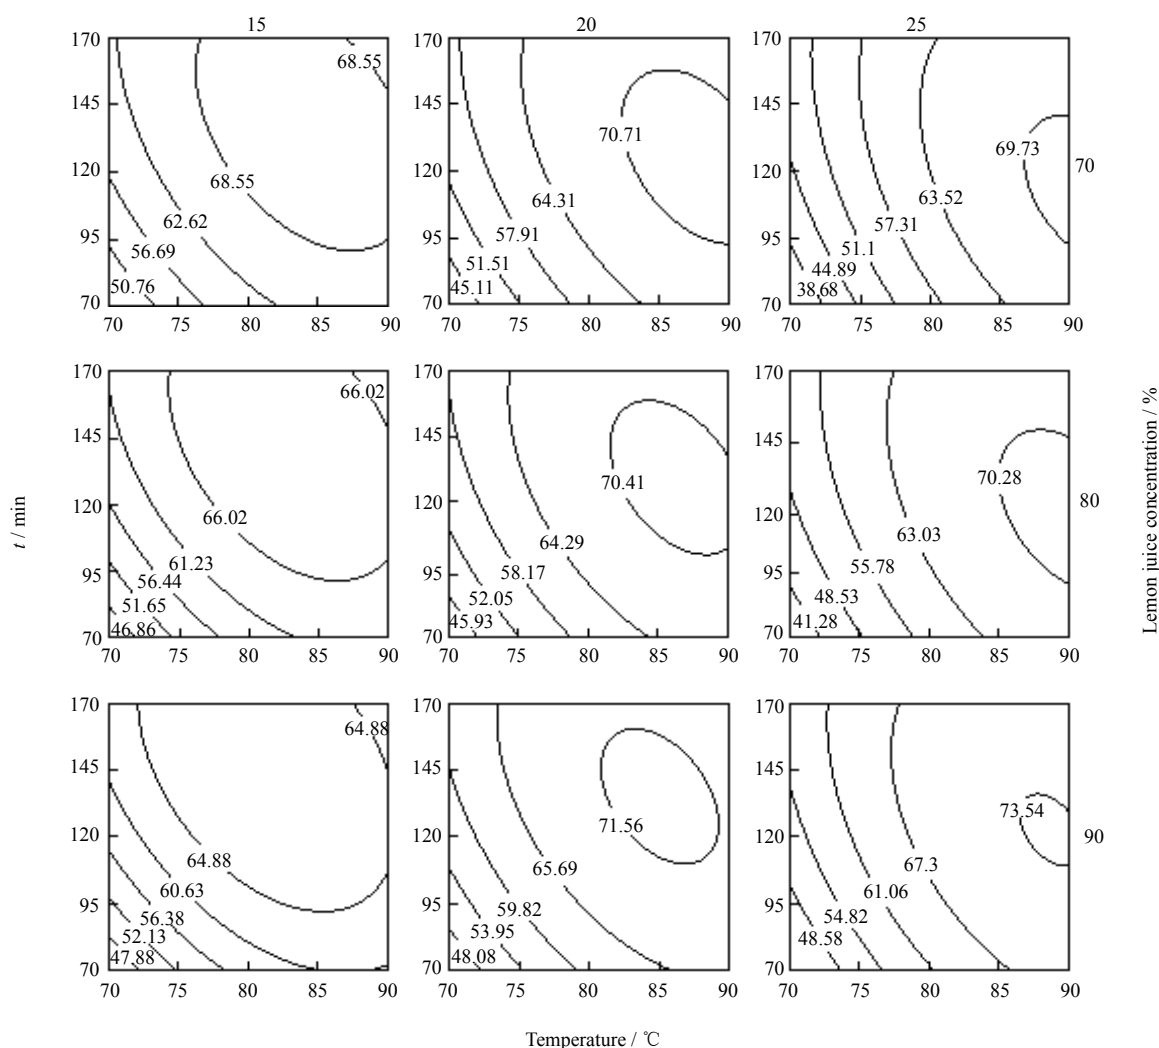 15 20 25
170 170 170
68.55
145 145 145
70.71 69.73
120 120 120 70
68.55
64.31 63.52
62.62
57.91 57.31
95 95 95
56.69 51.1
51.51 44.89
50.76 45.11 38.68
70 70 70
70 75 80 85 90 70 75 80 85 90 70 75 80 85 90
170 170 170
66.02
145 145 145
70.41 70.28
120 120 120 80
66.02
64.29 63.03
61.23 58.17 55.78
95 95 95
56.44
51.65 52.05 48.53
46.86 45.93 41.28
70 70 70
70 75 80 85 90 70 75 80 85 90 70 75 80 85 90
t / min
Lemon juice concentration / %
170 170 170
64.88
145 145 145
71.56 73.54
120 120 120 90
64.88 65.69 67.3
60.63 61.06
95 95 95
56.38 59.82 54.82
52.13 53.95 48.58
47.88 48.08
70 70 70
70 75 80 85 90 70 75 80 85 90 70 75 80 85 90
Temperature / ℃